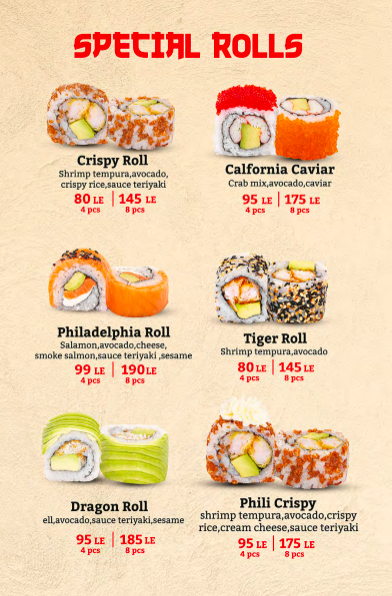 SPECIAL ROLLS
Crispy Roll
Shrimp tempura,avocado,
crispy rice,sauce teriyaki
80 LE | 145 LE
4 pcs 8 pcs
Calfornia Caviar
Crab mix,avocado,caviar
95 LE | 175 LE
4 pcs 8 pcs
Philadelphia Roll
Salamon,avocado,cheese,
smoke salmon,sauce teriyaki ,sesame
99 LE | 190 LE
4 pcs 8 pcs
Tiger Roll
Shrimp tempura,avocado
80 LE | 145 LE
4 pcs 8 pcs
Dragon Roll
ell,avocado,sauce teriyaki,sesame
95 LE | 185 LE
4 pcs 8 pcs
Phili Crispy
shrimp tempura,avocado,crispy
rice,cream cheese,sauce teriyaki
95 LE | 175 LE
4 pcs 8 pcs